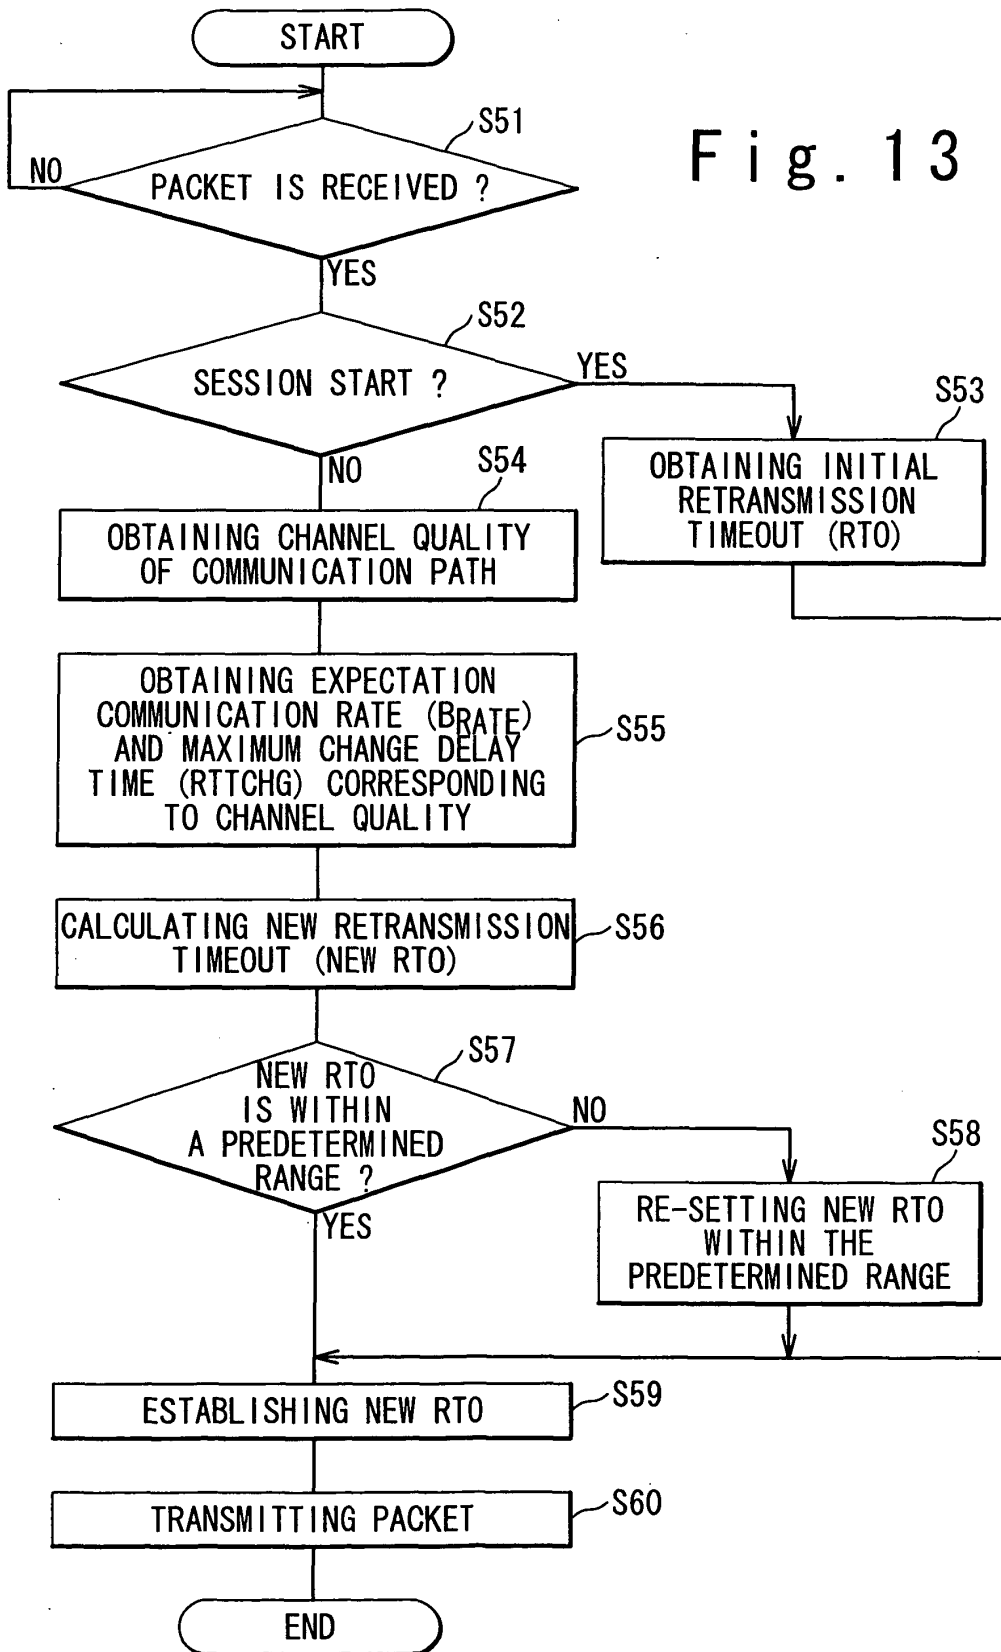 START
S51
Fig. 13
NO
PACKET IS RECEIVED ?
YES
S52
SESSION START ?
YES
NO
S53
OBTAINING INITIAL
RETRANSMISSION
TIMEOUT (RTO)
S54
OBTAINING CHANNEL QUALITY
OF COMMUNICATION PATH
OBTAINING EXPECTATION
COMMUNICATION RATE (BRATE)
AND MAXIMUM CHANGE DELAY
TIME (RTTCHG) CORRESPONDING
TO CHANNEL QUALITY
S55
CALCULATING NEW RETRANSMISSION
TIMEOUT (NEW RTO)
S56
S57
NEW RTO
IS WITHIN
A PREDETERMINED
RANGE ?
NO
YES
S58
RE-SETTING NEW RTO
WITHIN THE
PREDETERMINED RANGE
ESTABLISHING NEW RTO
S59
TRANSMITTING PACKET
S60
END